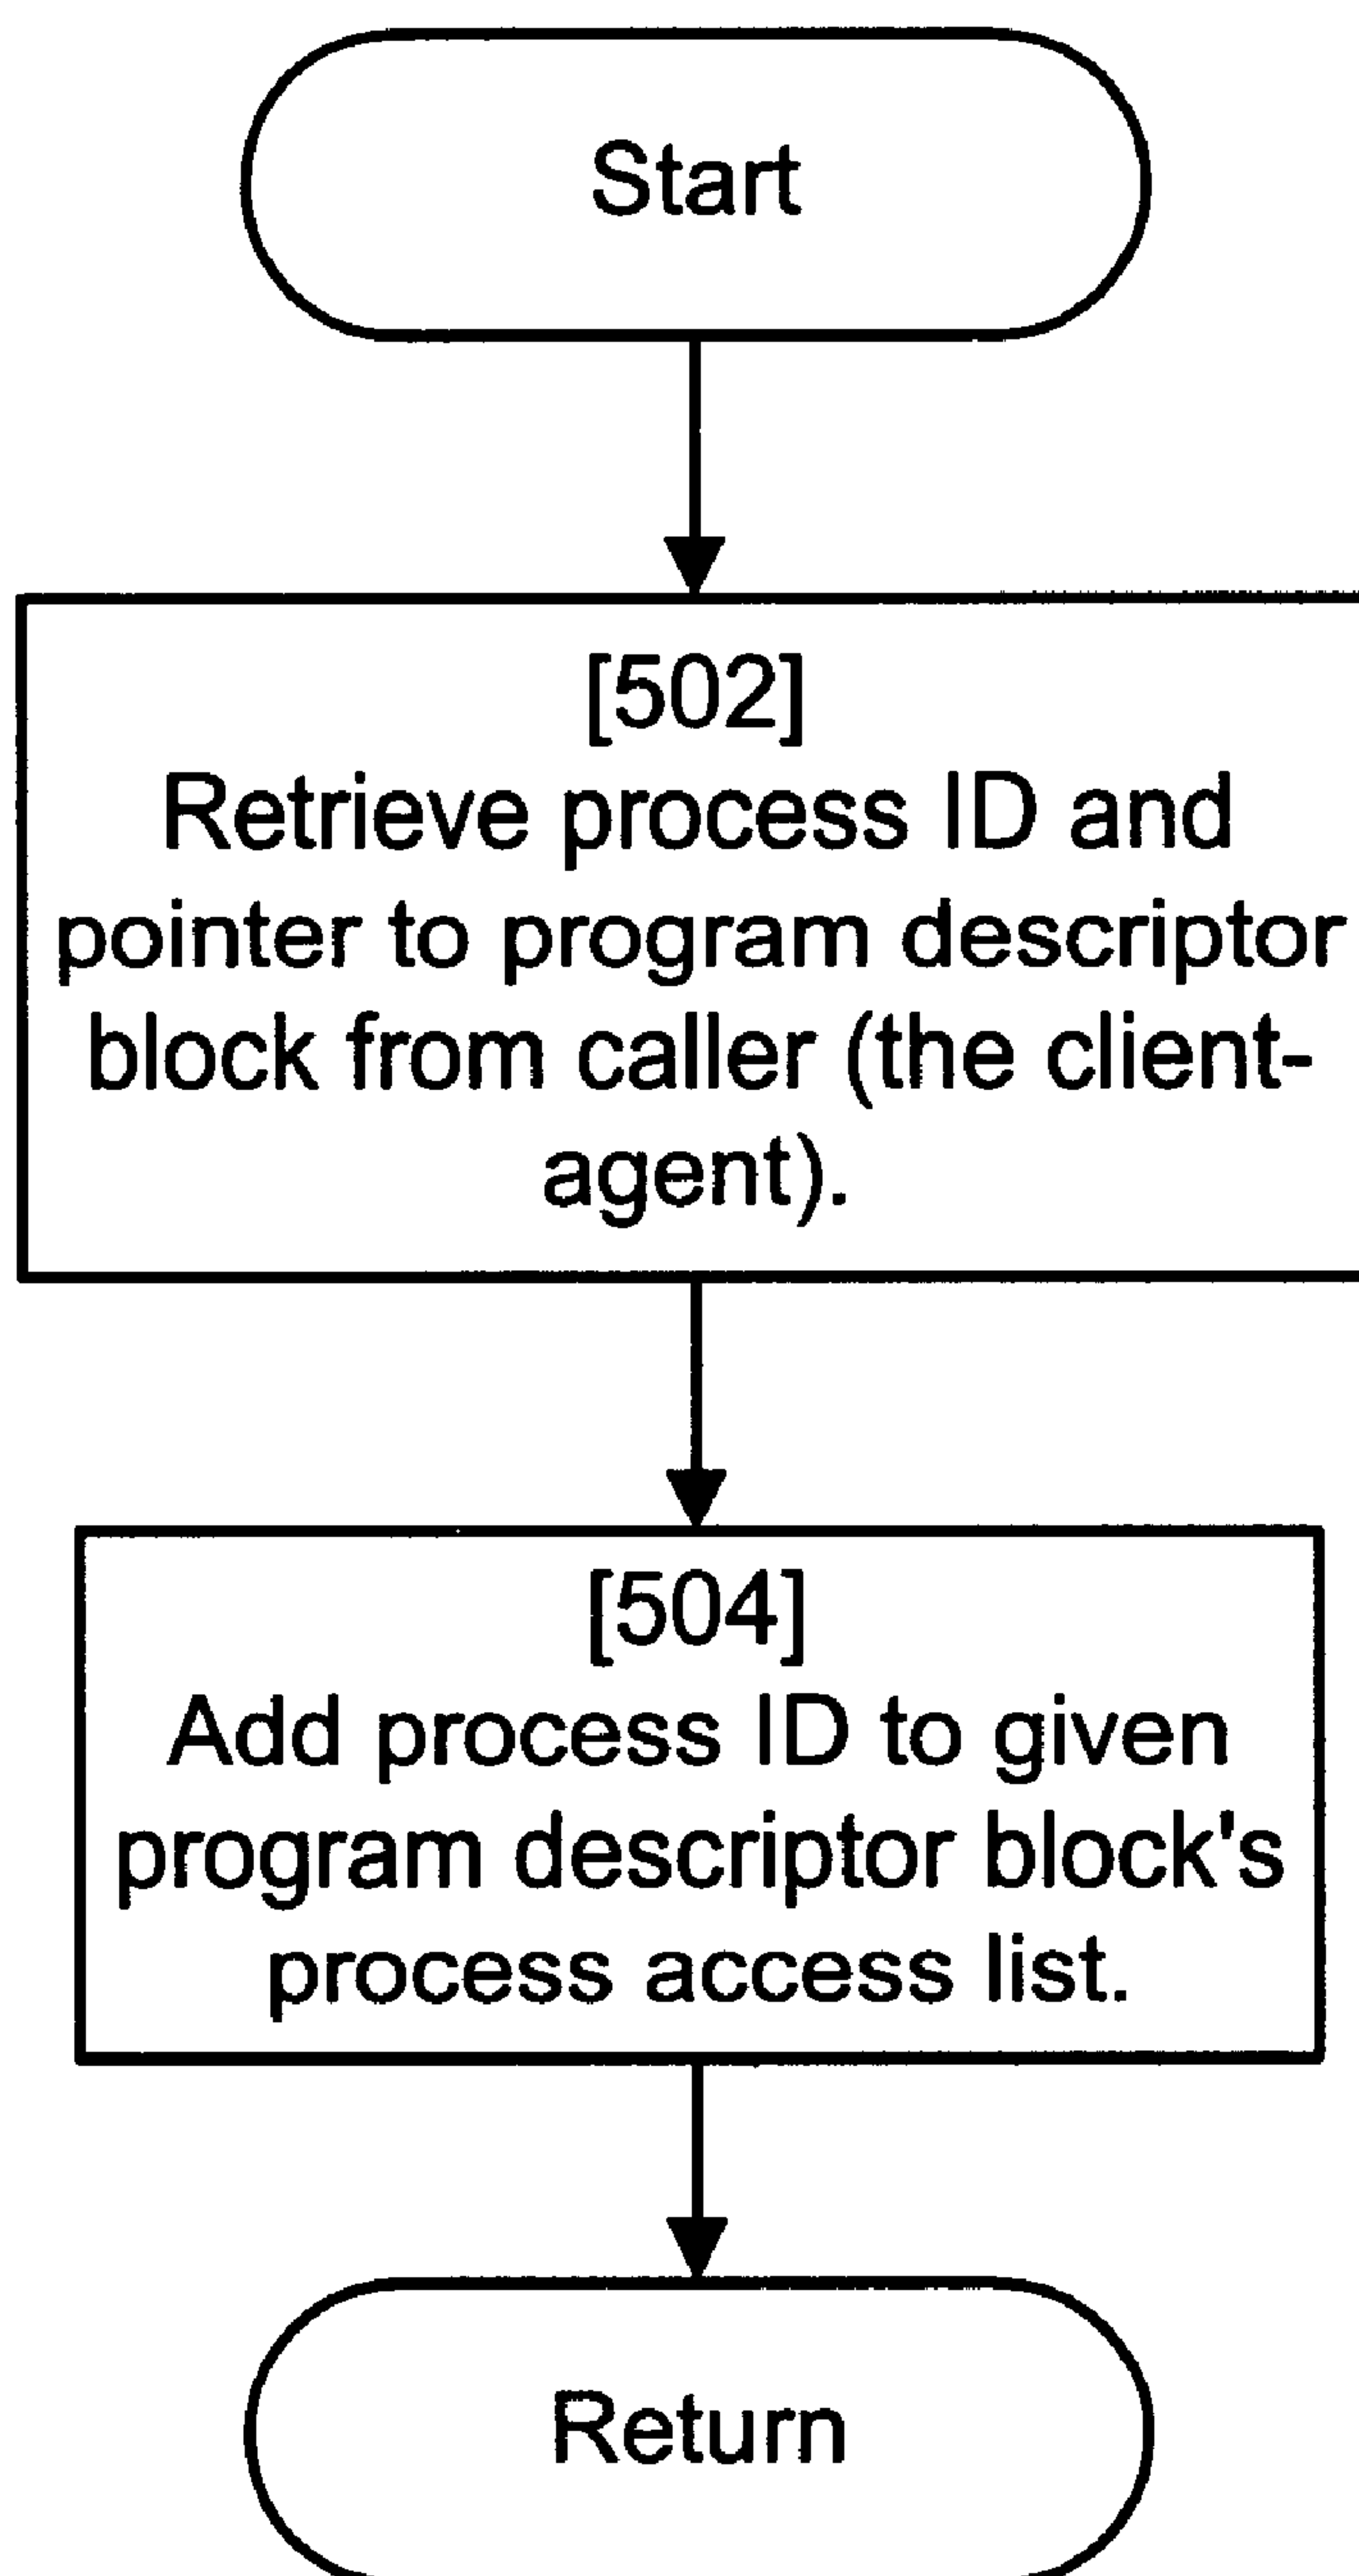 Start
[502]
Retrieve process ID and
pointer to program descriptor
block from caller (the client-
agent).
[504]
Add process ID to given
program descriptor block's
process access list.
Return